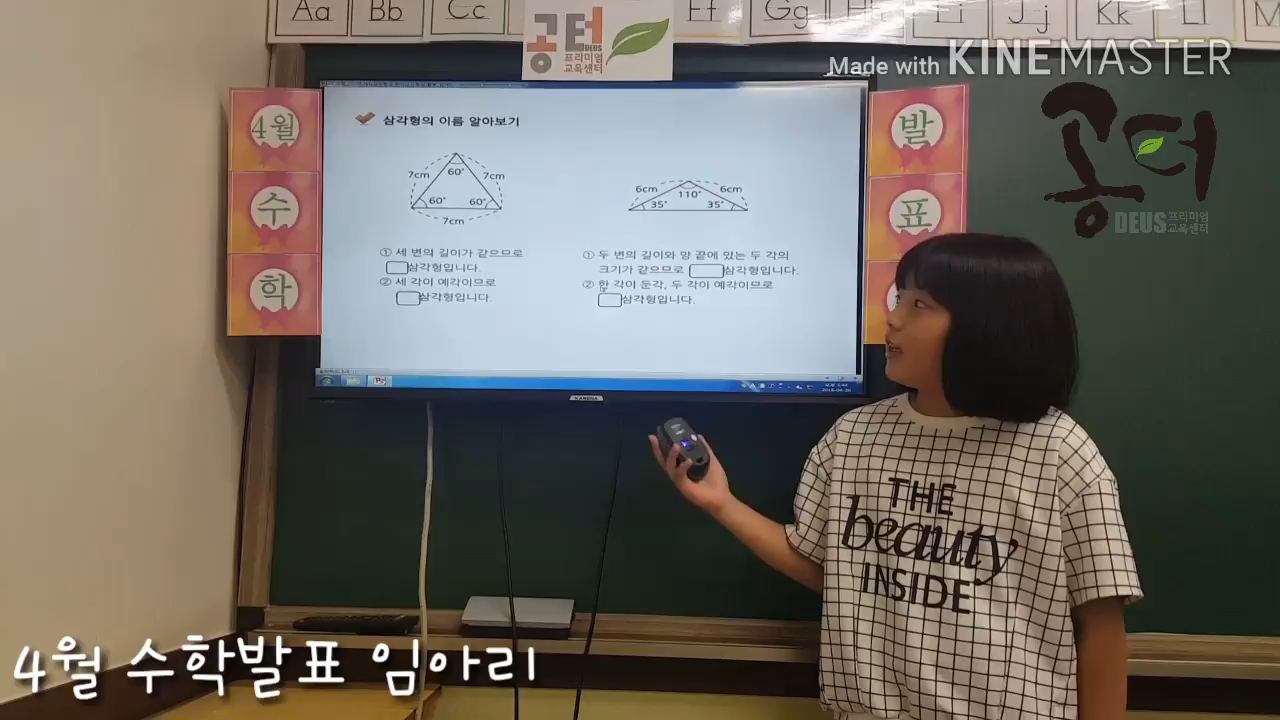 Aa Bb Cc Ff Gg Hh Ii Jj Kk Ll M
공터
DEUS
프리미엄
교육센터
Made with KINEMASTER
공터
DEUS 프리미엄
교육센터
4월
수
학
발
표
삼각형의 이름 알아보기
7cm 60° 7cm
60° 60°
7cm
6cm 110° 6cm
35° 35°
① 세 변의 길이가 같으므로
삼각형입니다.
② 세 각이 예각이므로
삼각형입니다.
① 두 변의 길이와 양 끝에 있는 두 각의
크기가 같으므로 삼각형입니다.
② 한 각이 둔각, 두 각이 예각이므로
삼각형입니다.
THE
beauty
INSIDE
4월 수학발표 임아리